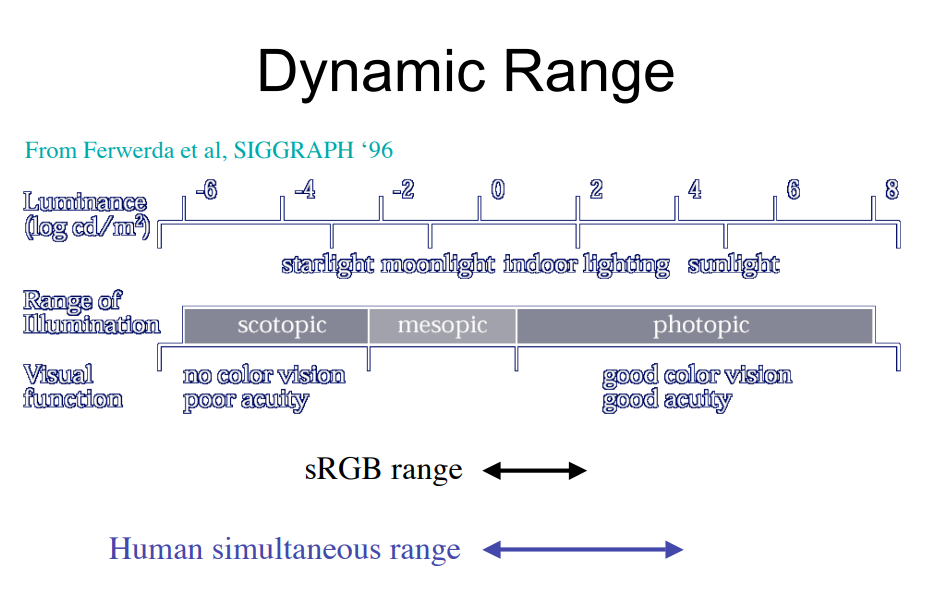 Dynamic Range
From Ferwerda et al, SIGGRAPH ‘96
Luminance
(log cd/m²)
-6 -4 -2 0 2 4 6 8
starlight moonlight indoor lighting sunlight
Range of
Illumination
scotopic mesopic photopic
Visual
function
no color vision
poor acuity
good color vision
good acuity
sRGB range
Human simultaneous range